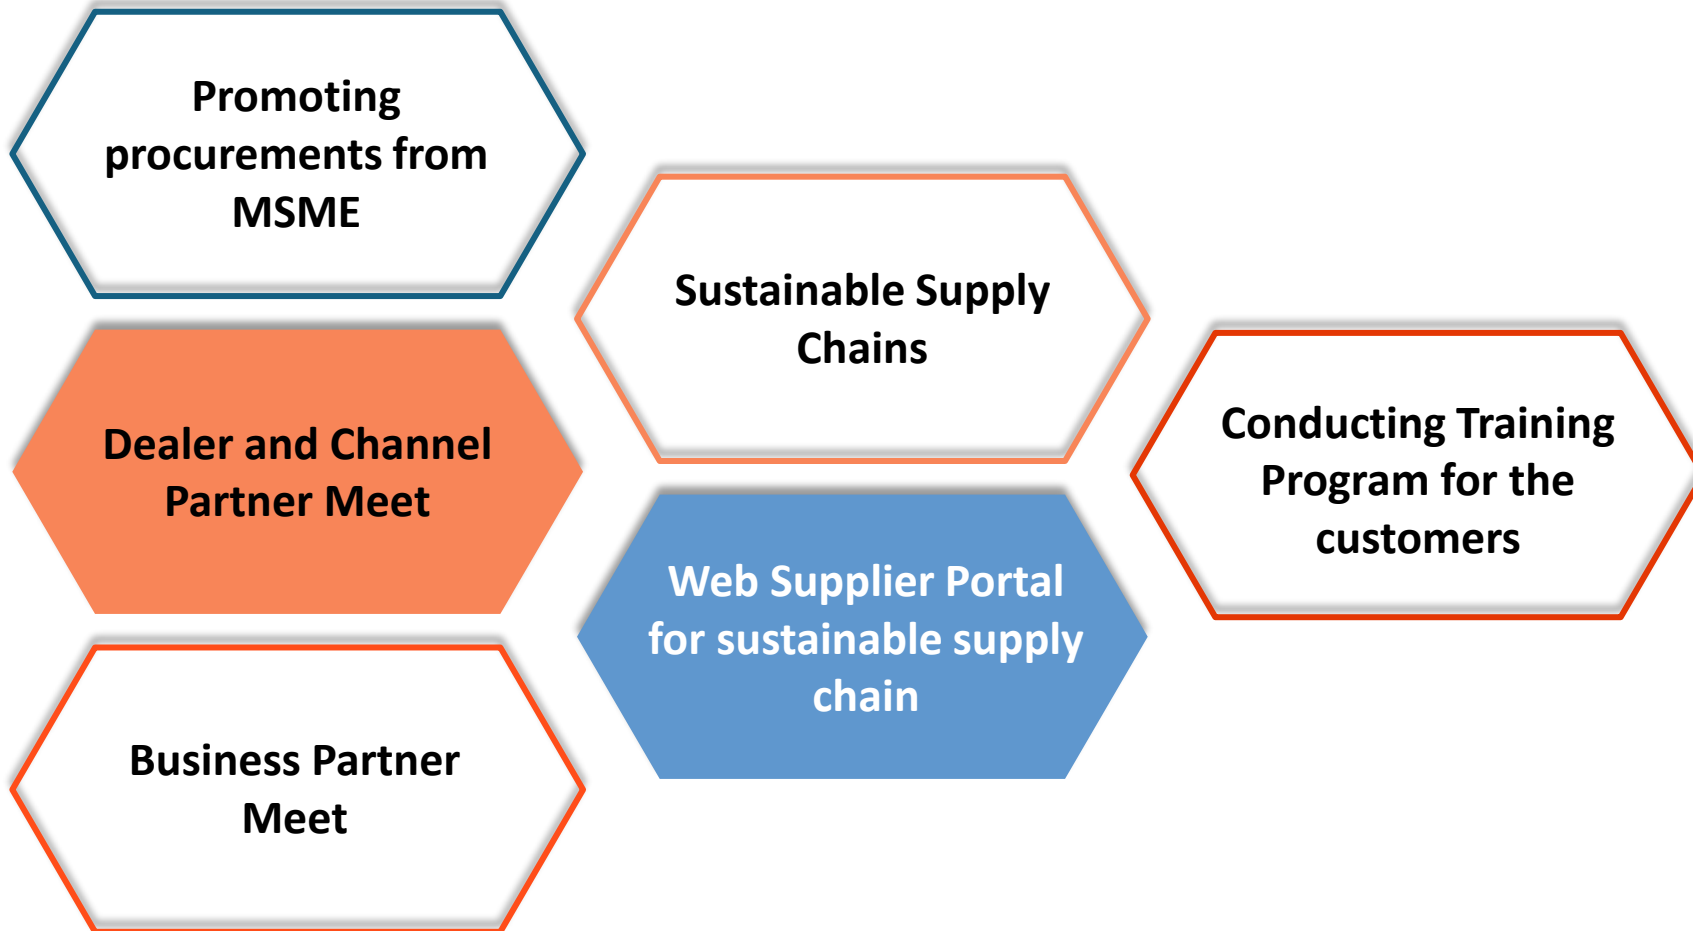 Promoting
procurements from
MSME
Dealer and Channel
Partner Meet
Business Partner
Meet
Sustainable Supply
Chains
Web Supplier Portal
for sustainable supply
chain
Conducting Training
Program for the
customers